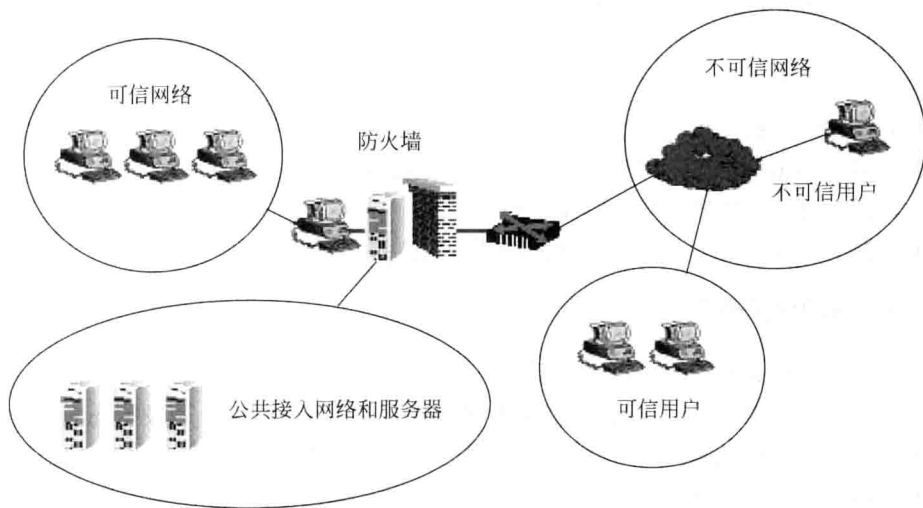 可信网络
防火墙
不可信网络
不可信用户
公共接入网络和服务器
可信用户